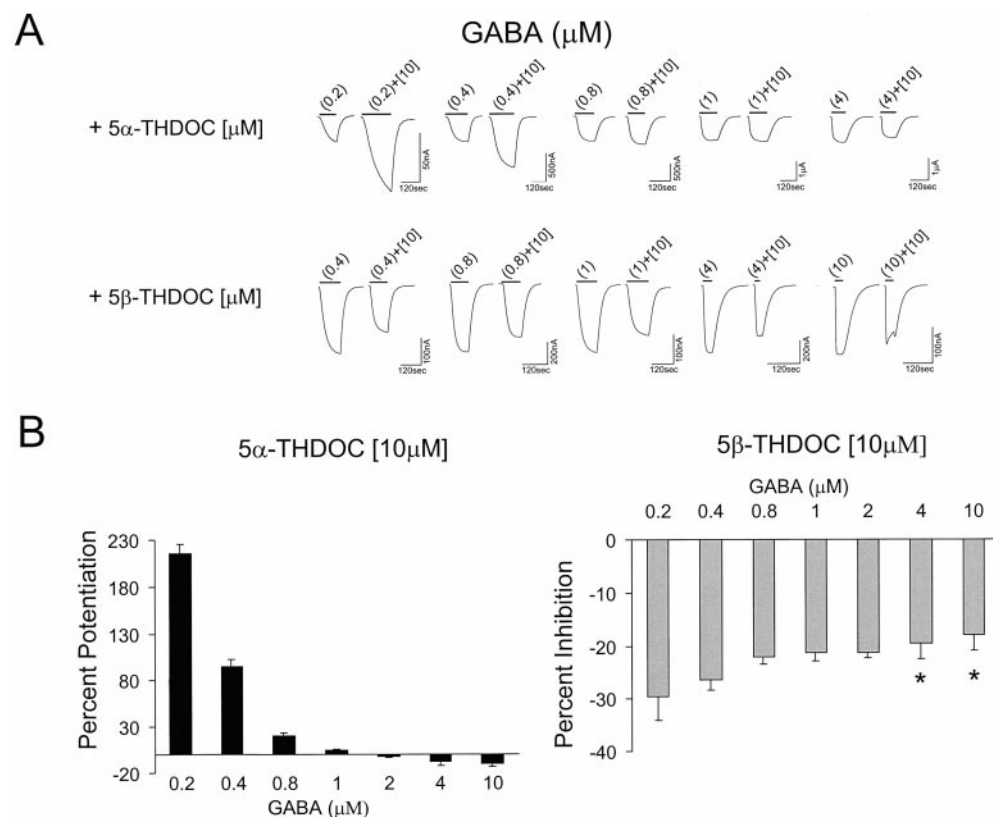 A
GABA (μM)
+ 5α-THDOC [μM]
(0.2) (0.2)+[10] (0.4) (0.4)+[10] (0.8) (0.8)+[10] (1) (1)+[10] (4) (4)+[10]
50nA 500nA 500nA 1μA 1μA
120sec 120sec 120sec 120sec 120sec
+ 5β-THDOC [μM]
(0.4) (0.4)+[10] (0.8) (0.8)+[10] (1) (1)+[10] (4) (4)+[10] (10) (10)+[10]
100nA 200nA 100nA 200nA 100nA
120sec 120sec 120sec 120sec 120sec
B
5α-THDOC [10μM]
Percent Potentiation
230
180
130
80
30
-20
0.2 0.4 0.8 1 2 4 10
GABA (μM)
5β-THDOC [10μM]
GABA (μM)
0.2 0.4 0.8 1 2 4 10
Percent Inhibition
0
-10
-20
-30
-40
* *